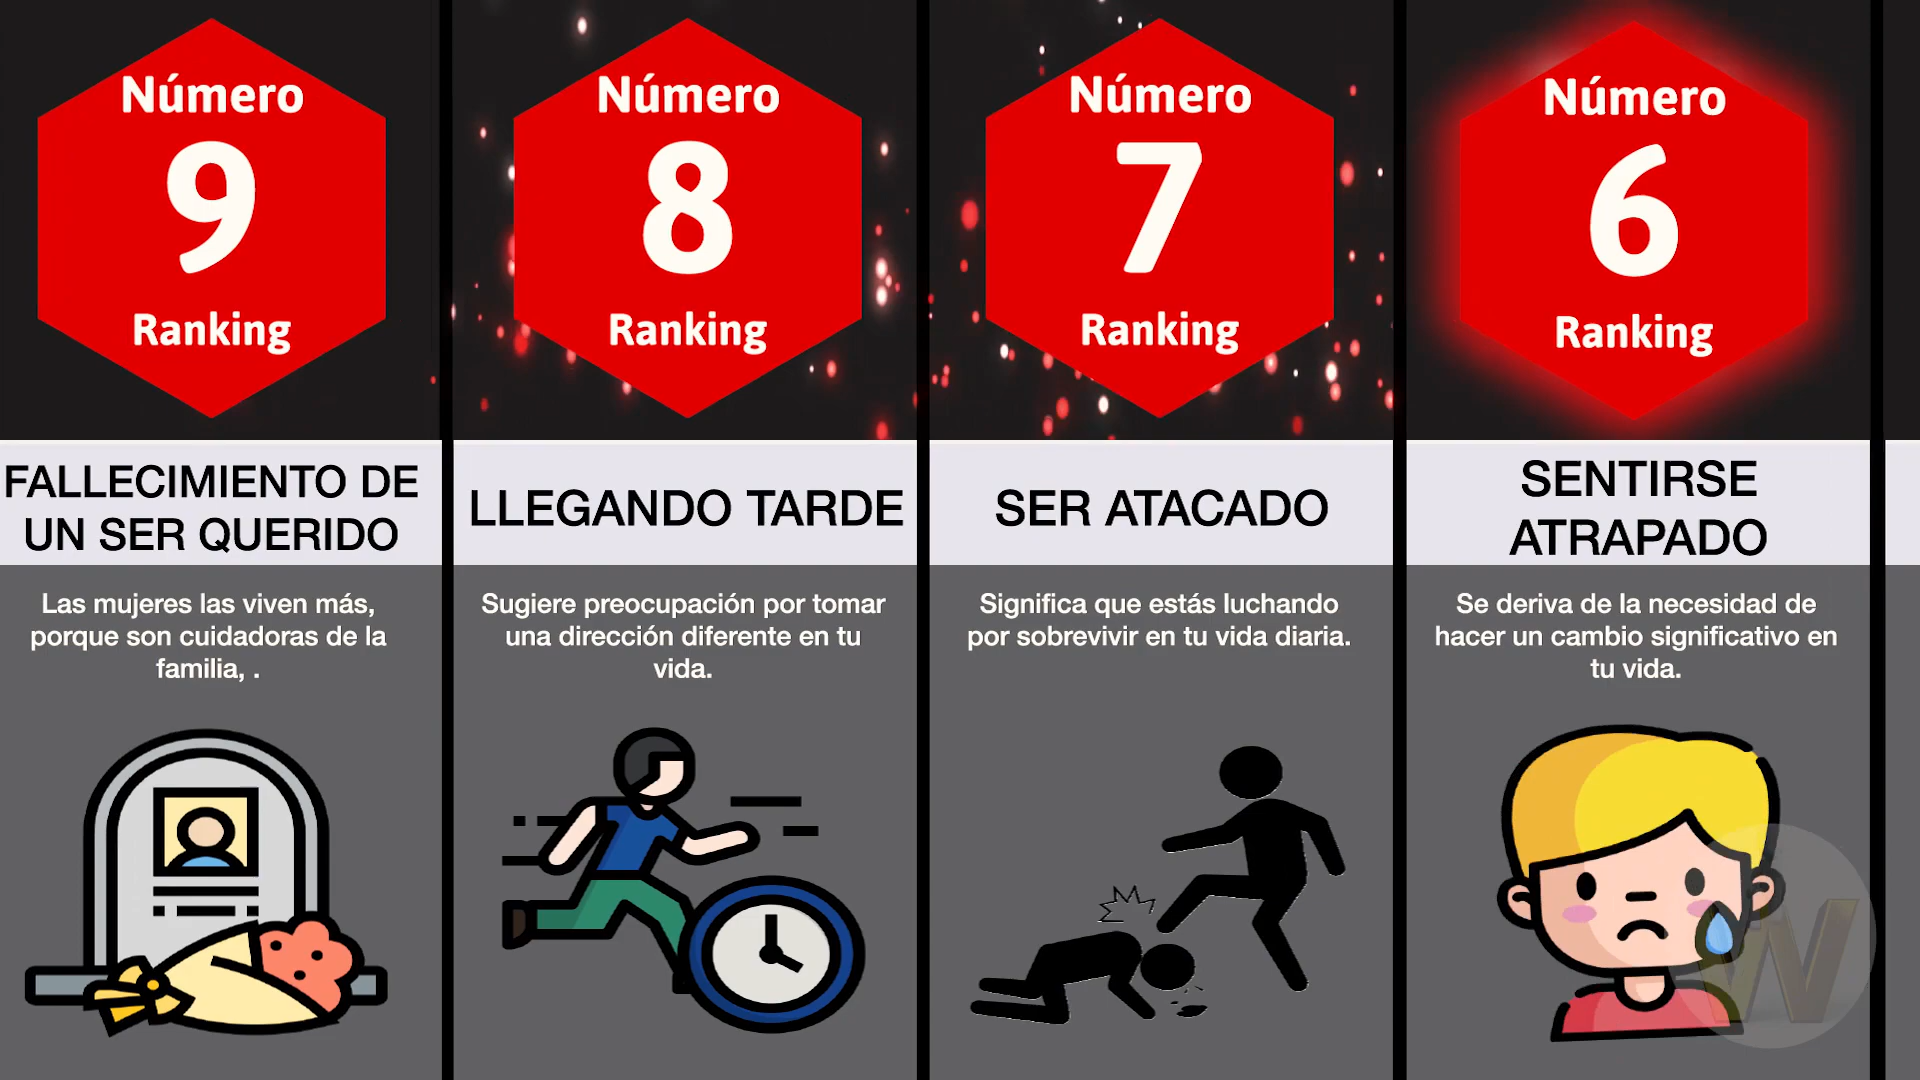 Número
9
Ranking
FALLECIMIENTO DE
UN SER QUERIDO
Las mujeres las viven más,
porque son cuidadoras de la
familia, .
Número
8
Ranking
LLEGANDO TARDE
Sugiere preocupación por tomar
una dirección diferente en tu
vida.
Número
7
Ranking
SER ATACADO
Significa que estás luchando
por sobrevivir en tu vida diaria.
Número
6
Ranking
SENTIRSE
ATRAPADO
Se deriva de la necesidad de
hacer un cambio significativo en
tu vida.
W